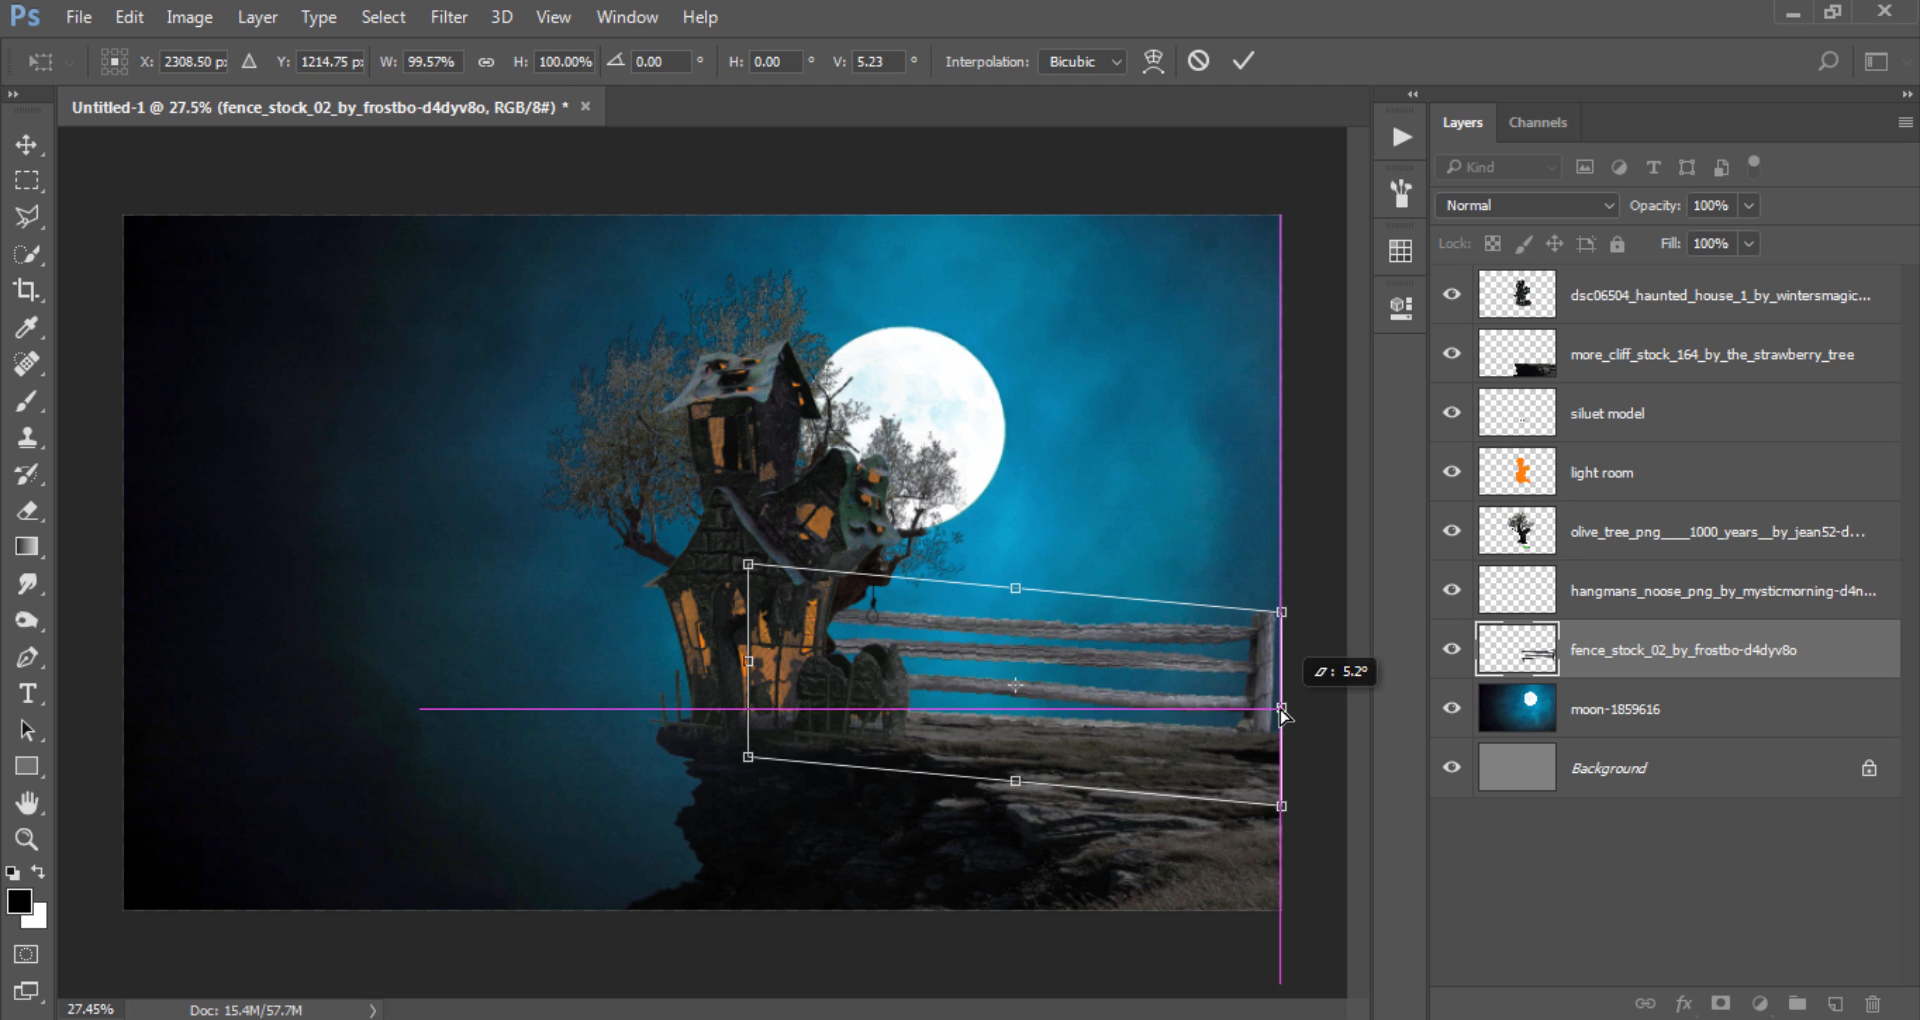 Ps File Edit Image Layer Type Select Filter 3D View Window Help
X: 2308.50 p: Y: 1214.75 p: W: 99.57% H: 100.00% 0.00 ° H: 0.00 ° V: 5.23 ° Interpolation: Bicubic
Untitled-1 @ 27.5% (fence_stock_02_by_frostbo-d4dyv8o, RGB/8#) *
Layers Channels
Kind
Normal Opacity: 100%
Lock: Fill: 100%
dsc06504_haunted_house_1_by_wintersmagic...
more_cliff_stock_164_by_the_strawberry_tree
siluet model
light room
olive_tree_png____1000_years__by_jean52-d...
hangmans_noose_png_by_mysticmorning-d4n...
fence_stock_02_by_frostbo-d4dyv8o
moon-1859616
Background
: 5.2°
27.45% Doc: 15.4M/57.7M
fx